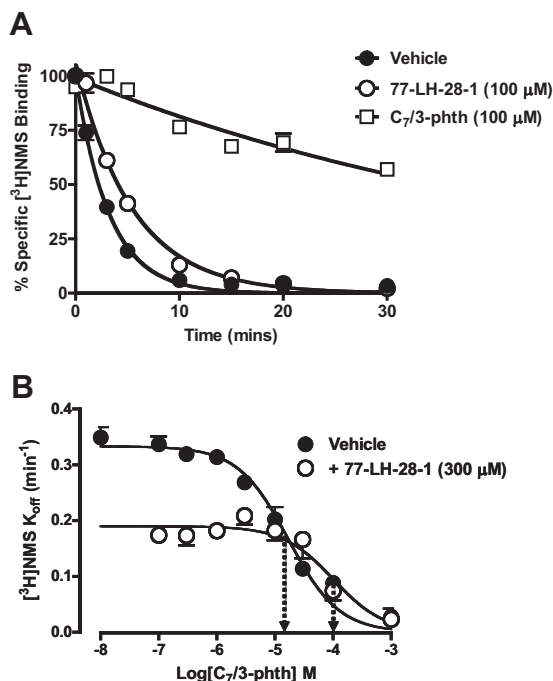 A
Vehicle
77-LH-28-1 (100 μM)
C₇/3-phth (100 μM)
% Specific [³H]NMS Binding
100
75
50
25
0
0 10 20 30
Time (mins)
B
[³H]NMS K_off (min⁻¹)
0.4
0.3
0.2
0.1
0.0
Vehicle
+ 77-LH-28-1 (300 μM)
-8 -7 -6 -5 -4 -3
Log[C₇/3-phth] M